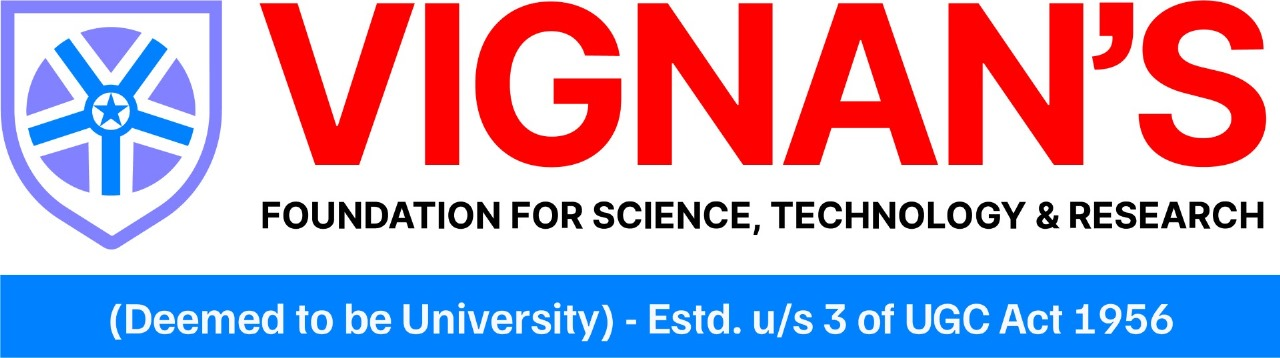 VIGNAN’S
FOUNDATION FOR SCIENCE, TECHNOLOGY & RESEARCH
(Deemed to be University) - Estd. u/s 3 of UGC Act 1956